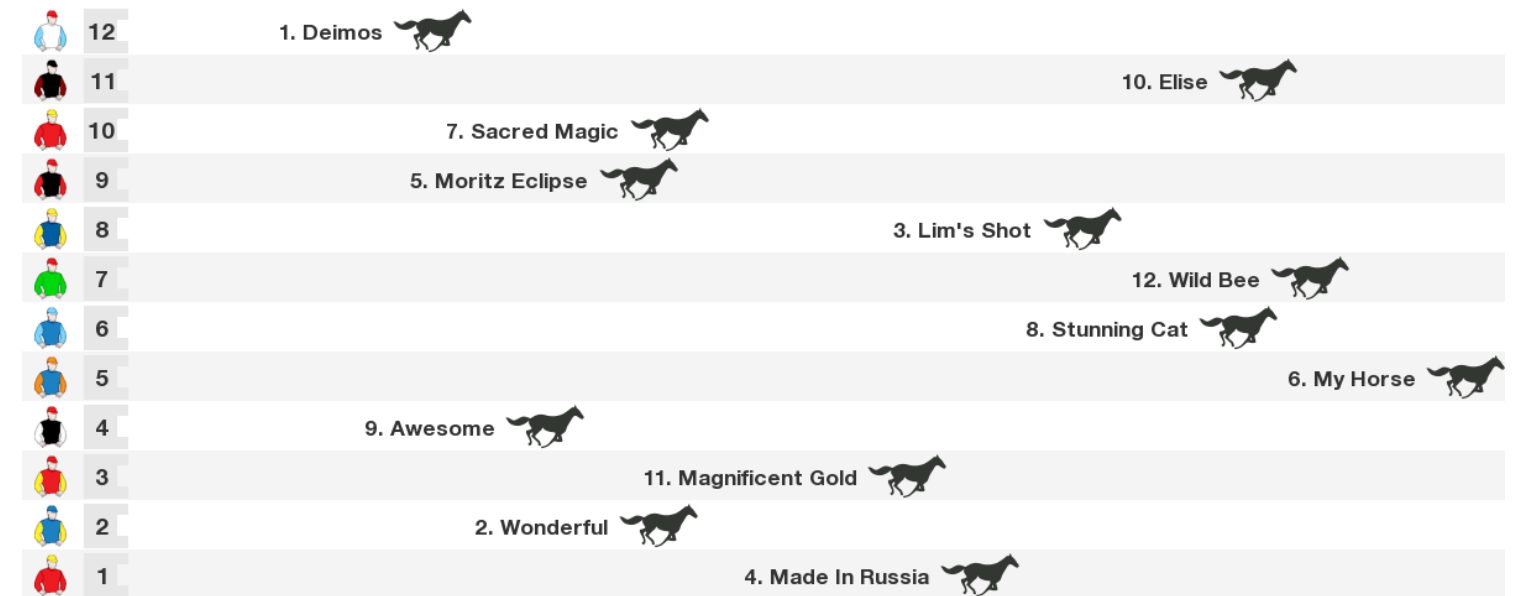 12 1. Deimos
11 10. Elise
10 7. Sacred Magic
9 5. Moritz Eclipse
8 3. Lim's Shot
7 12. Wild Bee
6 8. Stunning Cat
5 6. My Horse
4 9. Awesome
3 11. Magnificent Gold
2 2. Wonderful
1 4. Made In Russia